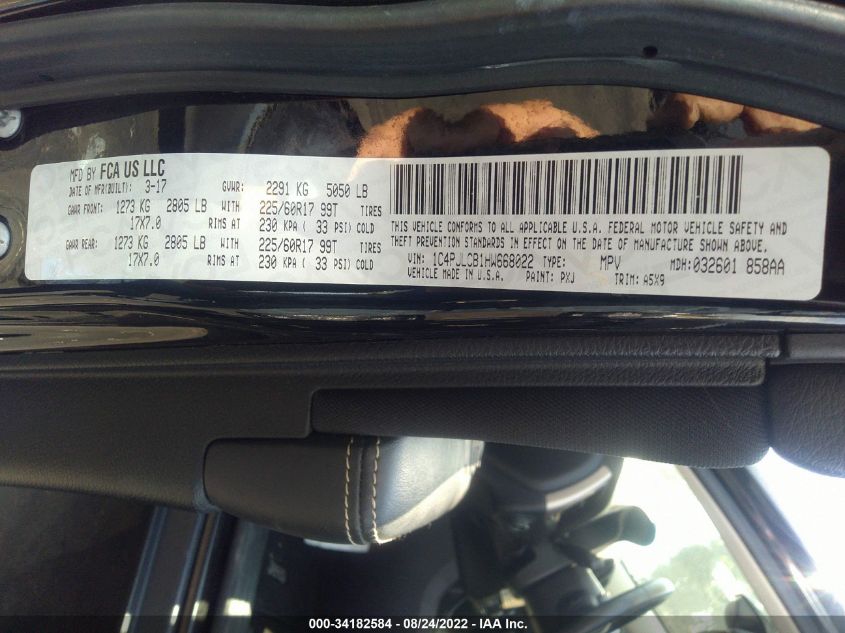 MFD BY FCA US LLC
DATE OF MFR(BUILT): 3-17 GVWR: 2291 KG 5050 LB
GAWR FRONT: 1273 KG 2805 LB WITH 225/60R17 99T TIRES
17X7.0 RIMS AT 230 KPA ( 33 PSI) COLD
GAWR REAR: 1273 KG 2805 LB WITH 225/60R17 99T TIRES
17X7.0 RIMS AT 230 KPA ( 33 PSI) COLD
THIS VEHICLE CONFORMS TO ALL APPLICABLE U.S.A. FEDERAL MOTOR VEHICLE SAFETY AND
THEFT PREVENTION STANDARDS IN EFFECT ON THE DATE OF MANUFACTURE SHOWN ABOVE.
VIN: 1C4PJLCB1HW668022 TYPE: MPV MDH:032601 858AA
VEHICLE MADE IN U.S.A. PAINT: PXJ TRIM: A5X9
000-34182584 - 08/24/2022 - IAA Inc.